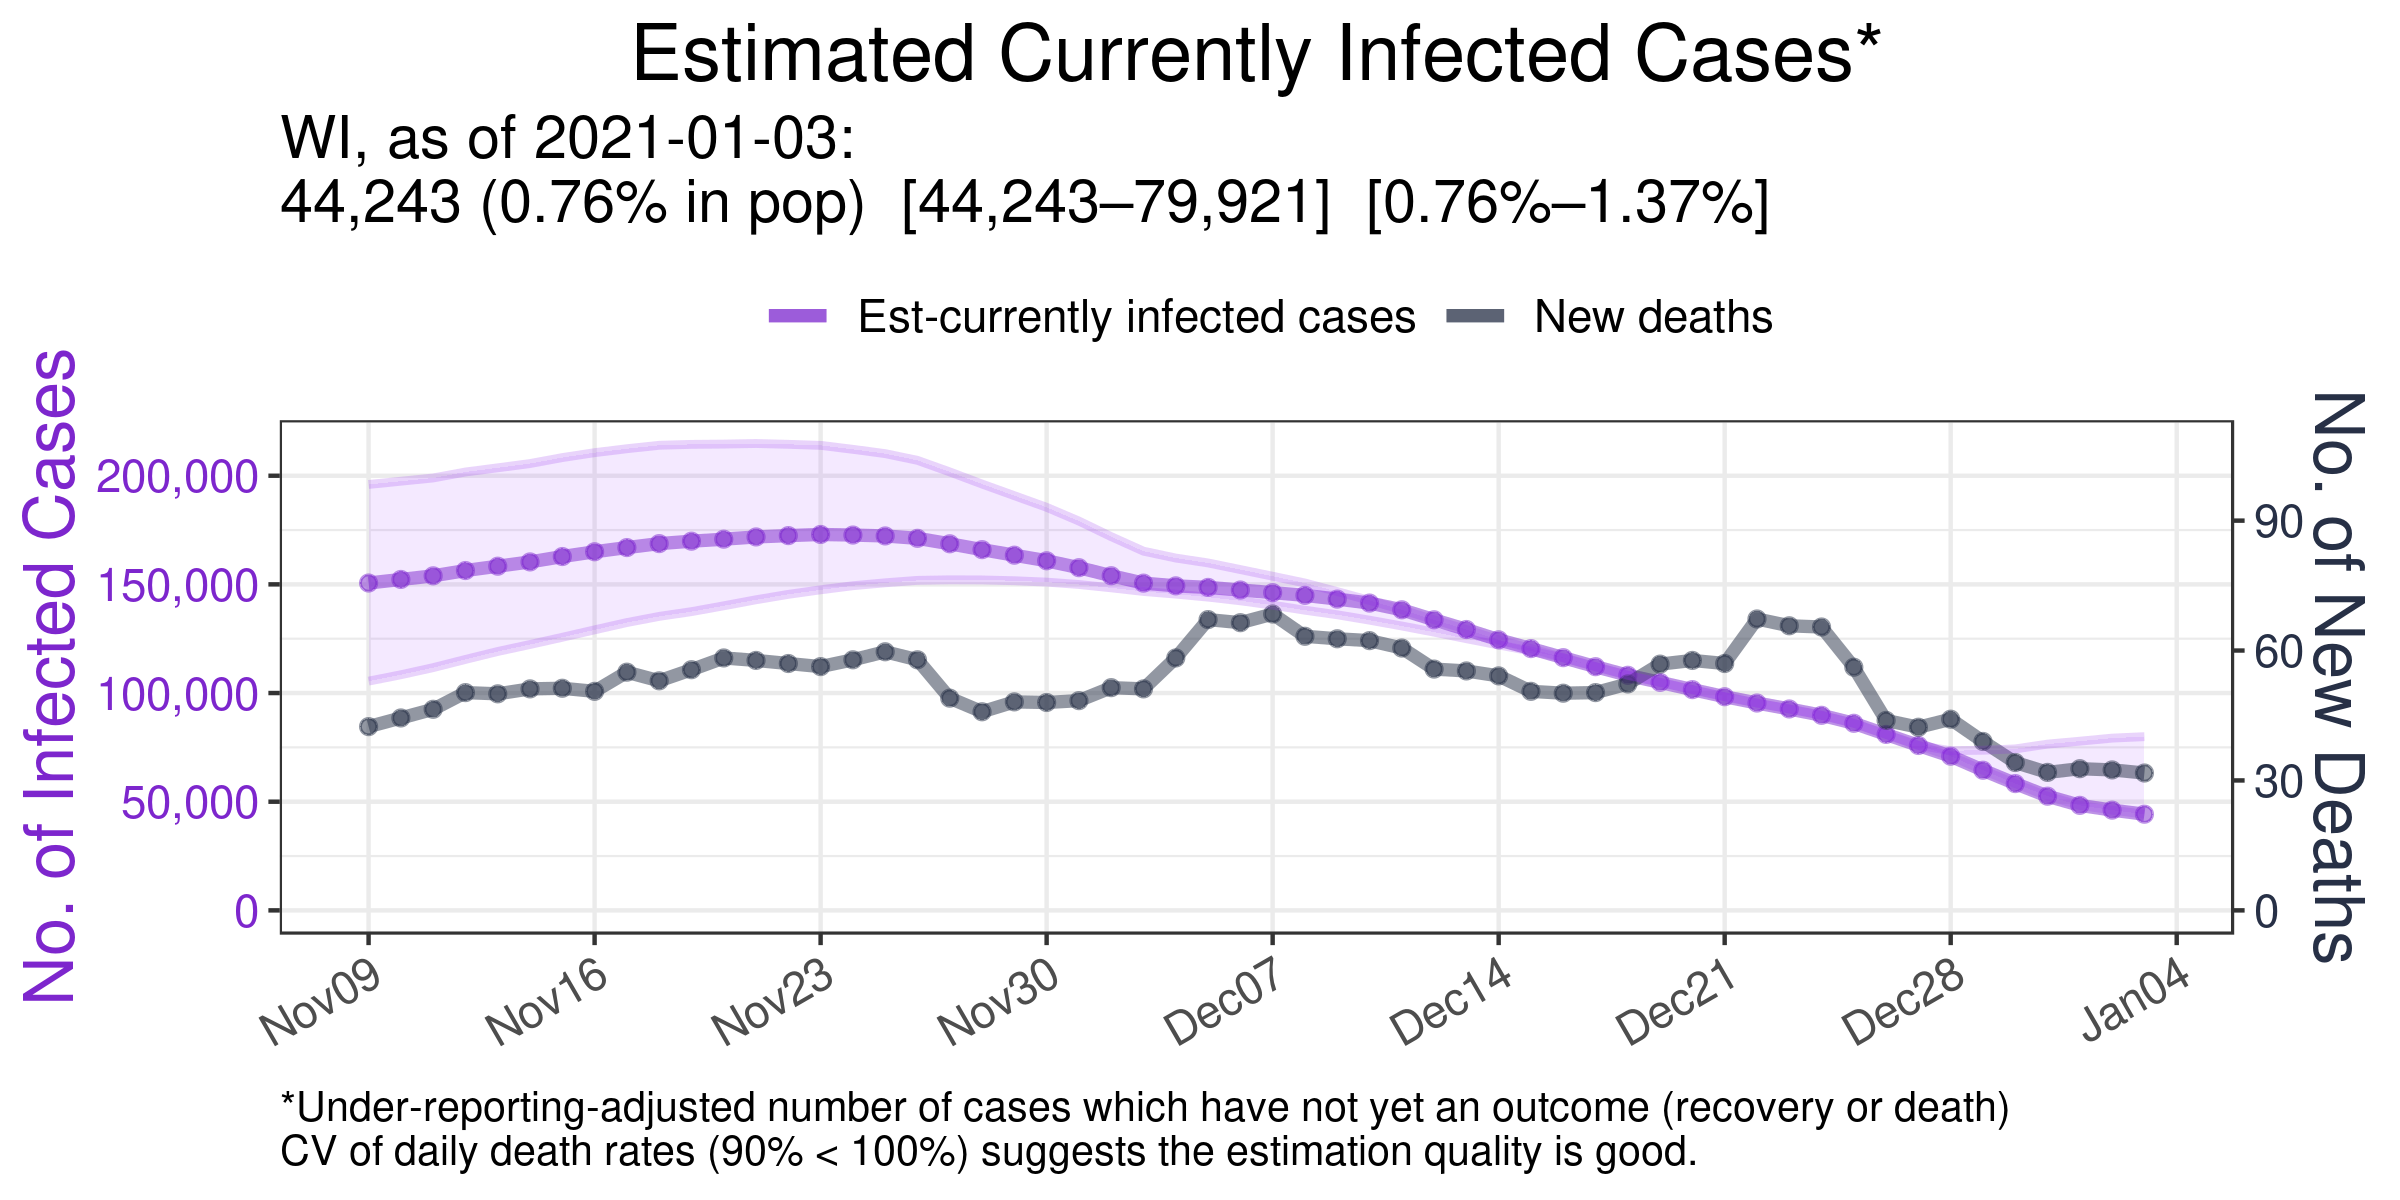 Estimated Currently Infected Cases*
WI, as of 2021-01-03:
44,243 (0.76% in pop)  [44,243–79,921]  [0.76%–1.37%]
Est-currently infected cases
New deaths
No. of Infected Cases
200,000
150,000
100,000
50,000
0
No. of New Deaths
90
60
30
0
Nov09
Nov16
Nov23
Nov30
Dec07
Dec14
Dec21
Dec28
Jan04
*Under-reporting-adjusted number of cases which have not yet an outcome (recovery or death)
CV of daily death rates (90% < 100%) suggests the estimation quality is good.